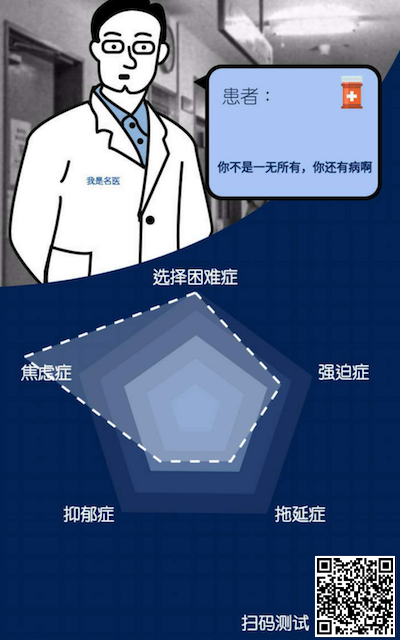 患者：
你不是一无所有，你还有病啊
我是名医
选择困难症
焦虑症
强迫症
抑郁症
拖延症
扫码测试